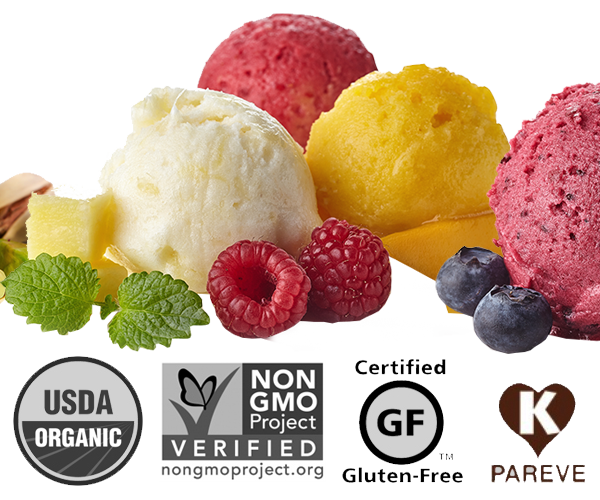 USDA
ORGANIC
NON
GMO
Project
VERIFIED
nongmoproject.org
Certified
GF
TM
Gluten-Free
K
PAREVE